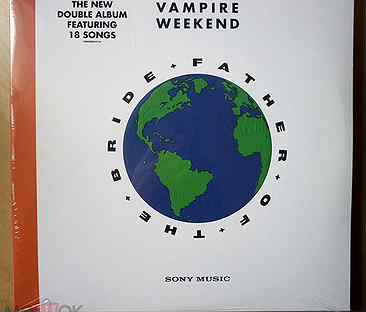 THE NEW
DOUBLE ALBUM
FEATURING
18 SONGS
VAMPIRE
WEEKEND
FATHER + OF + THE + BRIDE +
SONY MUSIC